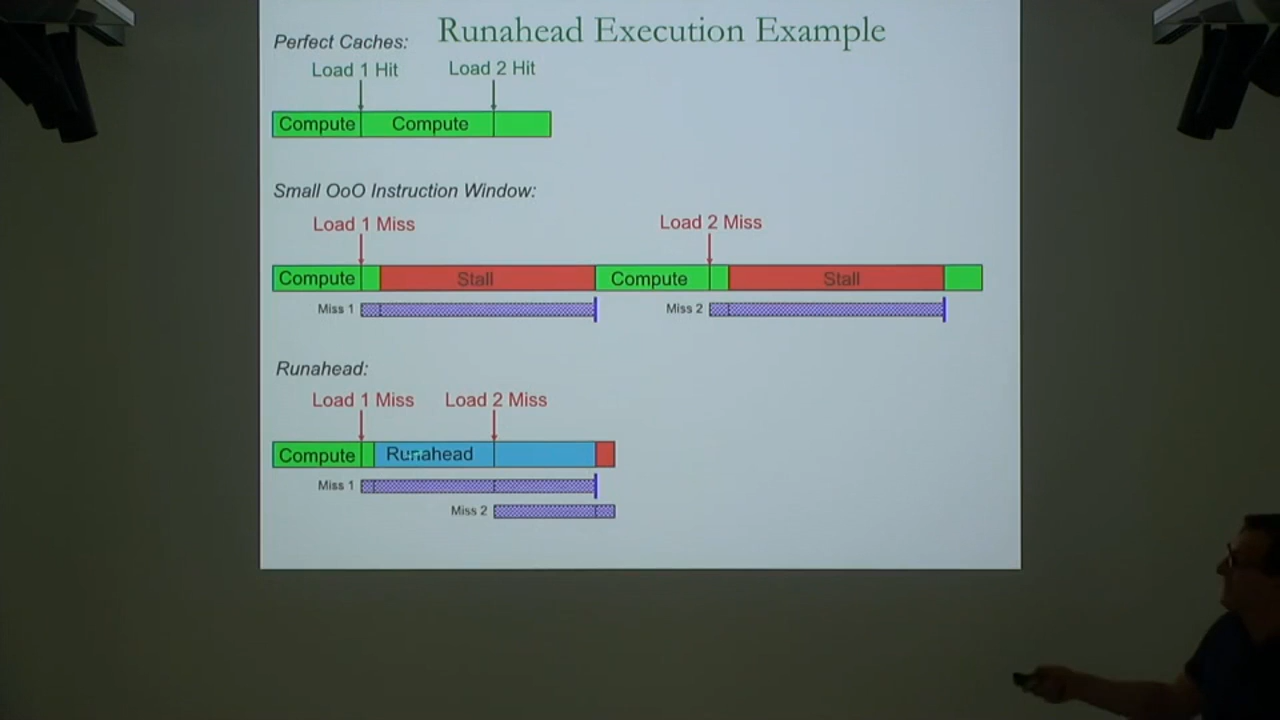 Runahead Execution Example
Perfect Caches:
Load 1 Hit Load 2 Hit
Compute Compute
Small OoO Instruction Window:
Load 1 Miss Load 2 Miss
Compute Stall Compute Stall
Miss 1 Miss 2
Runahead:
Load 1 Miss Load 2 Miss
Compute Runahead
Miss 1
Miss 2